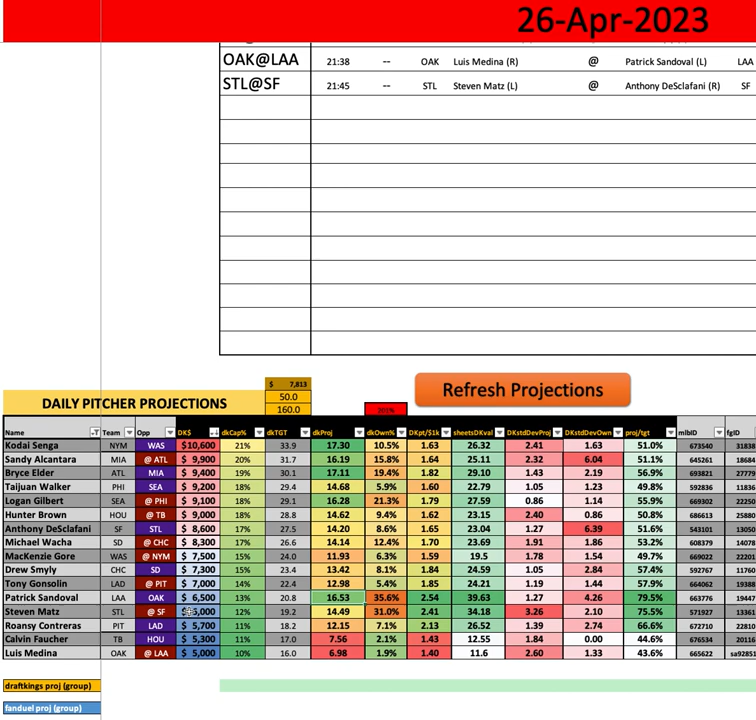 26-Apr-2023
OAK@LAA 21:38 -- OAK Luis Medina (R) @ Patrick Sandoval (L) LAA
STL@SF 21:45 -- STL Steven Matz (L) @ Anthony DeSclafani (R) SF
$ 7,813
50.0
160.0
DAILY PITCHER PROJECTIONS
Refresh Projections
Name Team Opp DK$ dkCap% dkTGT dkProj dkOwn% DKpt/$1k sheetsDKval DKstdDevProj DKstdDevOwn proj/tgt mlbID fgID
Kodai Senga NYM WAS $10,600 21% 33.9 17.30 10.5% 1.63 26.32 2.41 1.63 51.0% 673540 31838
Sandy Alcantara MIA @ ATL $ 9,900 20% 31.7 16.19 15.8% 1.64 25.11 2.32 6.04 51.1% 645261 18684
Bryce Elder ATL MIA $ 9,400 19% 30.1 17.11 19.4% 1.82 29.10 1.43 2.19 56.9% 693821 27779
Taijuan Walker PHI SEA $ 9,200 18% 29.4 14.68 5.9% 1.60 22.79 1.05 1.23 49.8% 592836 11836
Logan Gilbert SEA @ PHI $ 9,100 18% 29.1 16.28 21.3% 1.79 27.59 0.86 1.14 55.9% 669302 22250
Hunter Brown HOU @ TB $ 9,000 18% 28.8 14.62 9.4% 1.62 23.15 2.40 0.86 50.8% 686613 25880
Anthony DeSclafani SF STL $ 8,600 17% 27.5 14.20 8.6% 1.65 23.04 1.27 6.39 51.6% 543101 13050
Michael Wacha SD @ CHC $ 8,300 17% 26.6 14.14 12.4% 1.70 23.69 1.91 1.86 53.2% 608379 14078
MacKenzie Gore WAS @ NYM $ 7,500 15% 24.0 11.93 6.3% 1.59 19.5 1.78 1.54 49.7% 669022 22201
Drew Smyly CHC SD $ 7,300 15% 23.4 13.42 8.1% 1.84 24.59 1.05 2.84 57.4% 592767 11760
Tony Gonsolin LAD @ PIT $ 7,000 14% 22.4 12.98 5.4% 1.85 24.21 1.19 1.44 57.9% 664062 19388
Patrick Sandoval LAA OAK $ 6,500 13% 20.8 16.53 35.6% 2.54 39.63 1.27 4.26 79.5% 663776 19447
Steven Matz STL @ SF 12% 19.2 14.49 31.0% 2.41 34.18 3.26 2.10 75.5% 571927 13361
Roansy Contreras PIT LAD $ 5,700 11% 18.2 12.15 7.1% 2.13 26.52 1.39 2.74 66.6% 672710 22810
Calvin Faucher TB HOU $ 5,300 11% 17.0 7.56 2.1% 1.43 12.55 1.84 0.00 44.6% 676534 20116
Luis Medina OAK @ LAA $ 5,000 10% 16.0 6.98 1.9% 1.40 11.6 2.60 1.33 43.6% 665622 sa92851
draftkings proj (group)
fanduel proj (group)